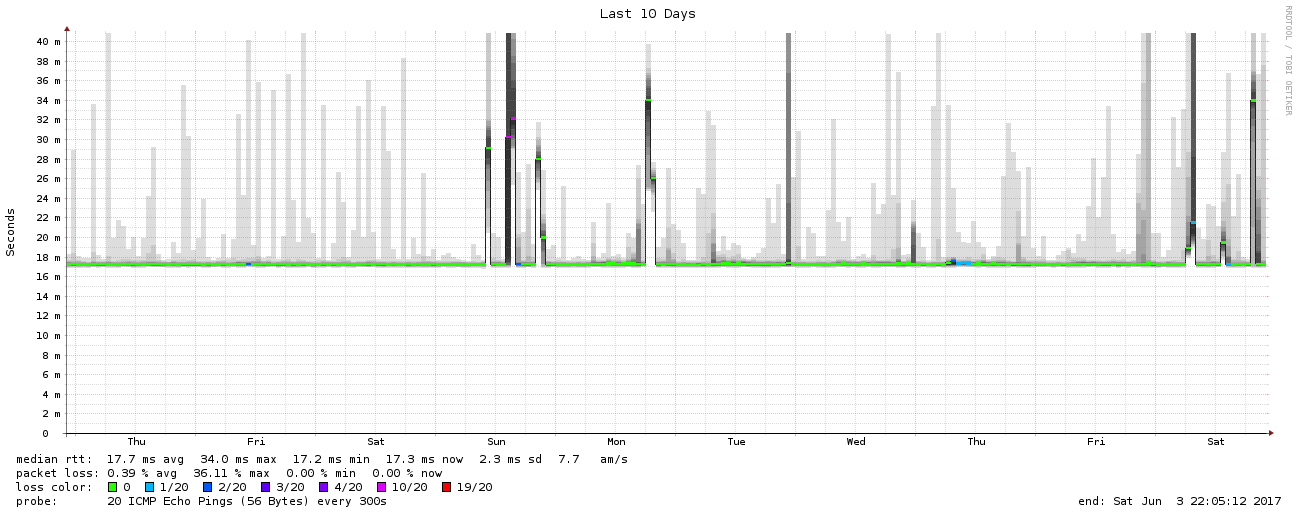 Last 10 Days
RRDTOOL / TOBI OETIKER
Seconds
40 m
38 m
36 m
34 m
32 m
30 m
28 m
26 m
24 m
22 m
20 m
18 m
16 m
14 m
12 m
10 m
8 m
6 m
4 m
2 m
0
Thu Fri Sat Sun Mon Tue Wed Thu Fri Sat
median rtt: 17.7 ms avg 34.0 ms max 17.2 ms min 17.3 ms now 2.3 ms sd 7.7 am/s
packet loss: 0.39 % avg 36.11 % max 0.00 % min 0.00 % now
loss color: 0 1/20 2/20 3/20 4/20 10/20 19/20
probe: 20 ICMP Echo Pings (56 Bytes) every 300s end: Sat Jun 3 22:05:12 2017